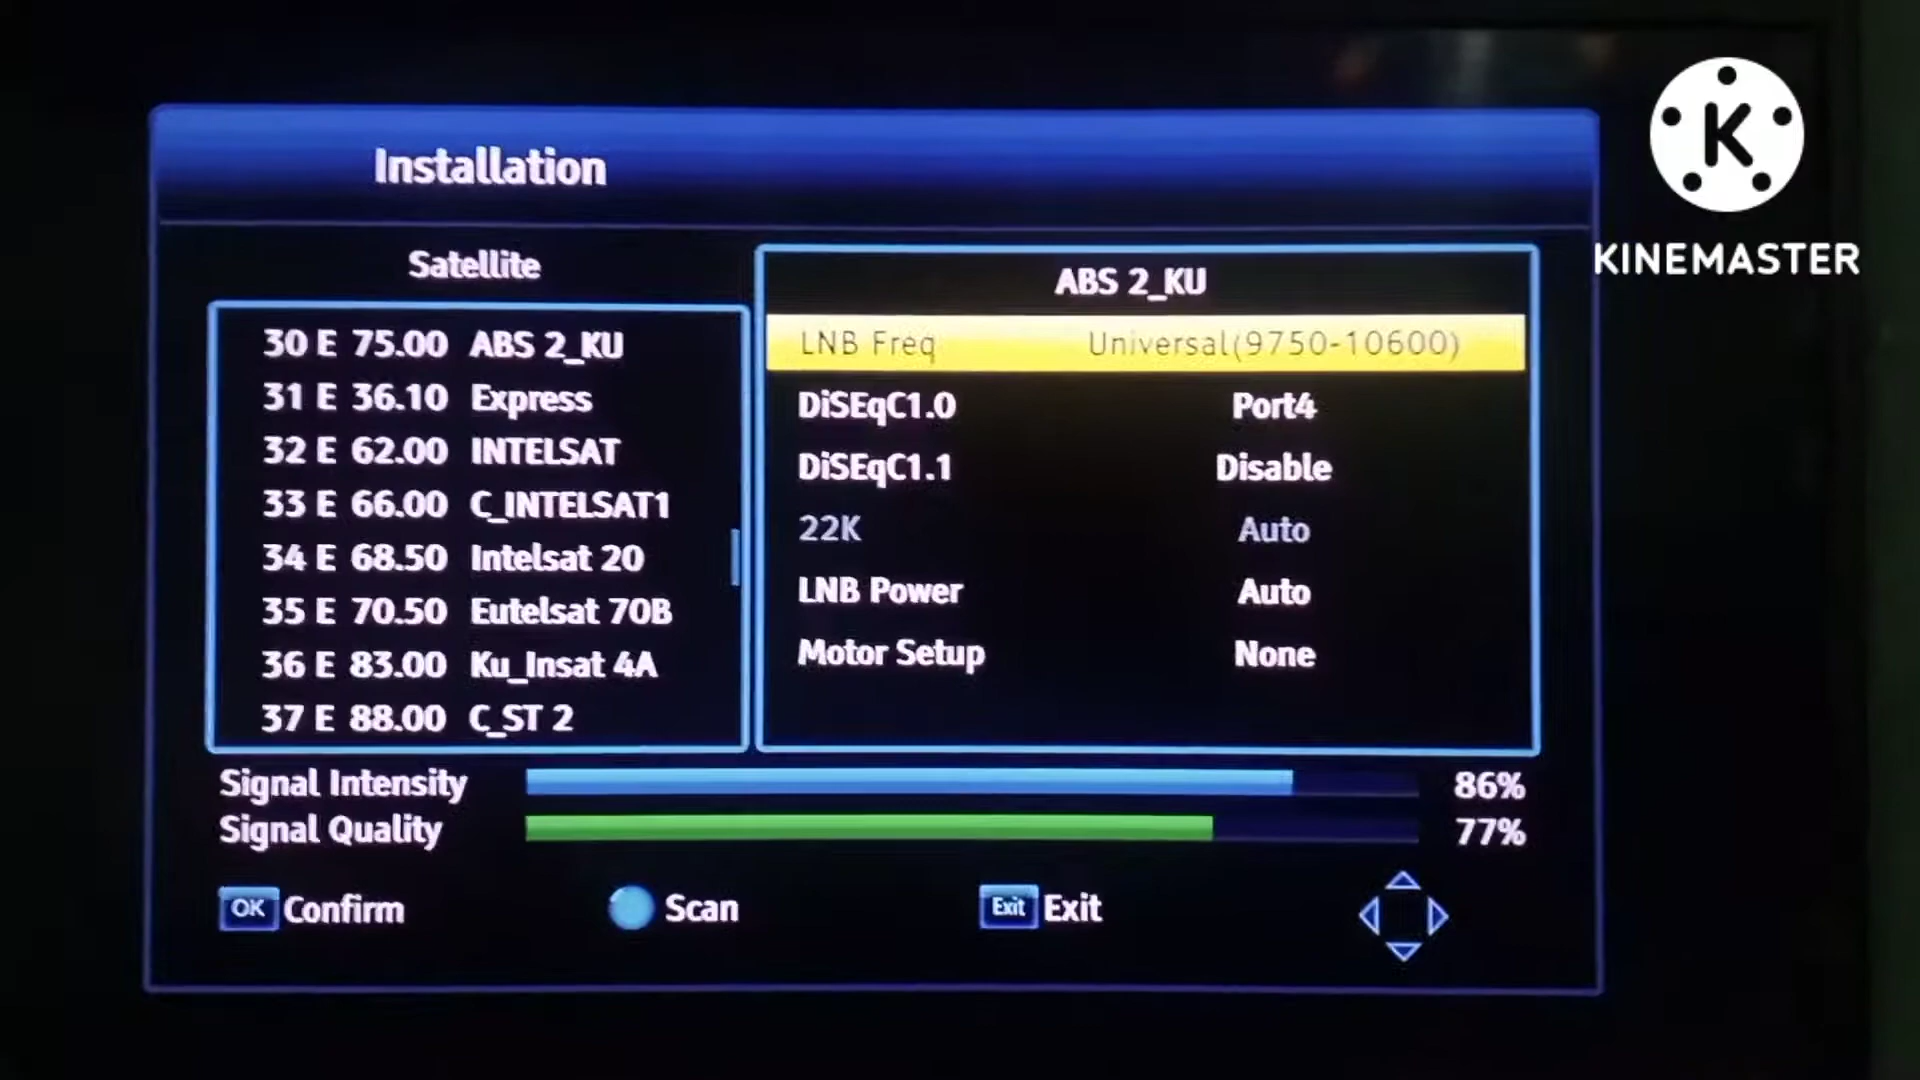 Installation
K
KINEMASTER
Satellite
30 E 75.00 ABS 2_KU
31 E 36.10 Express
32 E 62.00 INTELSAT
33 E 66.00 C_INTELSAT1
34 E 68.50 Intelsat 20
35 E 70.50 Eutelsat 70B
36 E 83.00 Ku_Insat 4A
37 E 88.00 C_ST 2
ABS 2_KU
LNB Freq Universal(9750-10600)
DiSEqC1.0 Port4
DiSEqC1.1 Disable
22K Auto
LNB Power Auto
Motor Setup None
Signal Intensity 86%
Signal Quality 77%
OK Confirm Scan Exit Exit